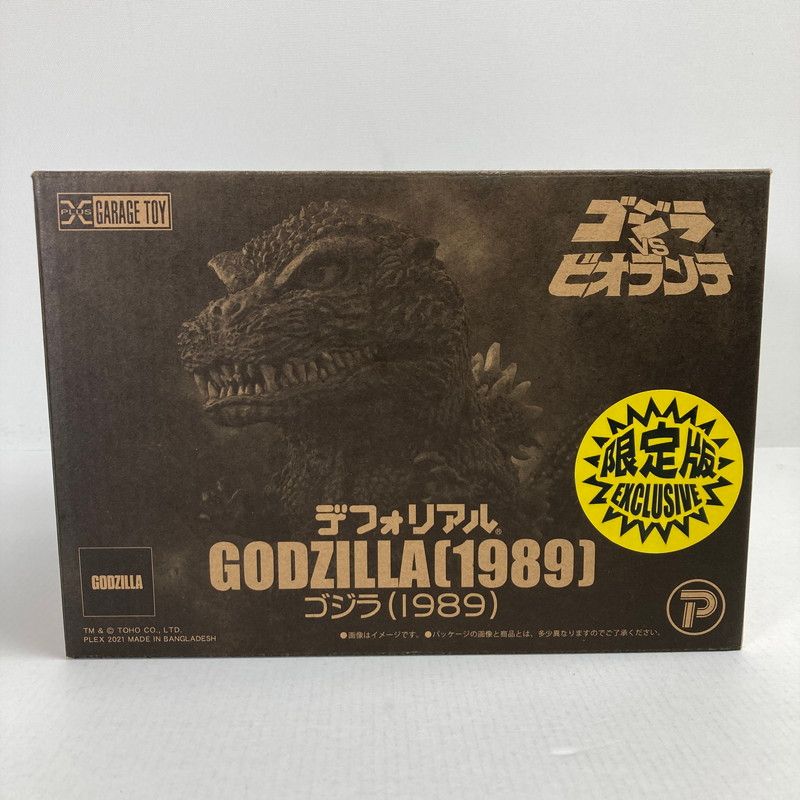 X PLUS GARAGE TOY
ゴジラ
VS
ビオランテ
限定版
EXCLUSIVE
デフォリアル®
GODZILLA(1989)
ゴジラ(1989)
GODZILLA
TM & © TOHO CO., LTD.
PLEX 2021 MADE IN BANGLADESH
●画像はイメージです。 ●パッケージの画像と商品とは、多少異なりますのでご了承ください。
P